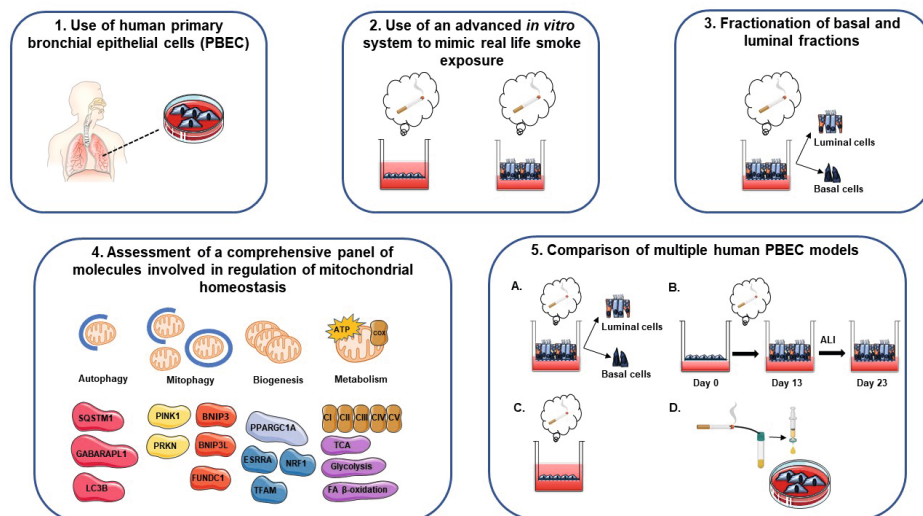 1. Use of human primary
bronchial epithelial cells (PBEC)
2. Use of an advanced in vitro
system to mimic real life smoke
exposure
3. Fractionation of basal and
luminal fractions
Luminal cells
Basal cells
4. Assessment of a comprehensive panel of
molecules involved in regulation of mitochondrial
homeostasis
ATP
COX
Autophagy
Mitophagy
Biogenesis
Metabolism
SQSTM1
GABARAPL1
LC3B
PINK1
PRKN
BNIP3
BNIP3L
FUNDC1
PPARGC1A
ESRRA
NRF1
TFAM
CI CII CIII CIV CV
TCA
Glycolysis
FA β-oxidation
5. Comparison of multiple human PBEC models
A.
Luminal cells
Basal cells
B.
ALI
Day 0
Day 13
Day 23
C.
D.